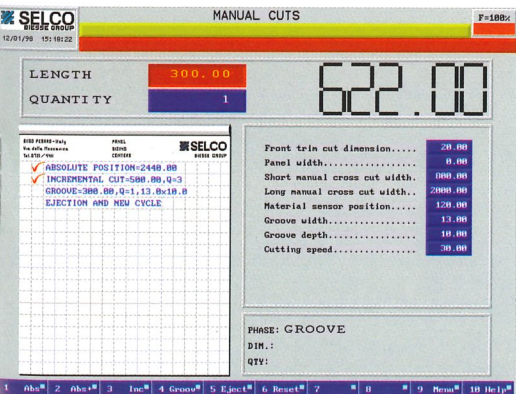 SELCO
BIESSE GROUP
MANUAL CUTS
F=100%
12/01/98 15:18:22
LENGTH 300.00
QUANTITY 1
622.00
PANEL
SIZING
CENTERS
SELCO
BIESSE GROUP
ABSOLUTE POSITION=2440.00
INCREMENTAL CUT=500.00,Q=3
GROOVE=300.00,Q=1,13.0x10.0
EJECTION AND NEW CYCLE
Front trim cut dimension..... 20.00
Panel width................ 0.00
Short manual cross cut width. 800.00
Long manual cross cut width.. 2000.00
Material sensor position..... 120.00
Groove width................ 13.00
Groove depth................ 10.00
Cutting speed............... 30.00
PHASE: GROOVE
DIM.:
QTY:
1 Abs 2 Abs+ 3 Inc 4 Groov 5 Eject 6 Reset 7 8 9 Menu 10 Help